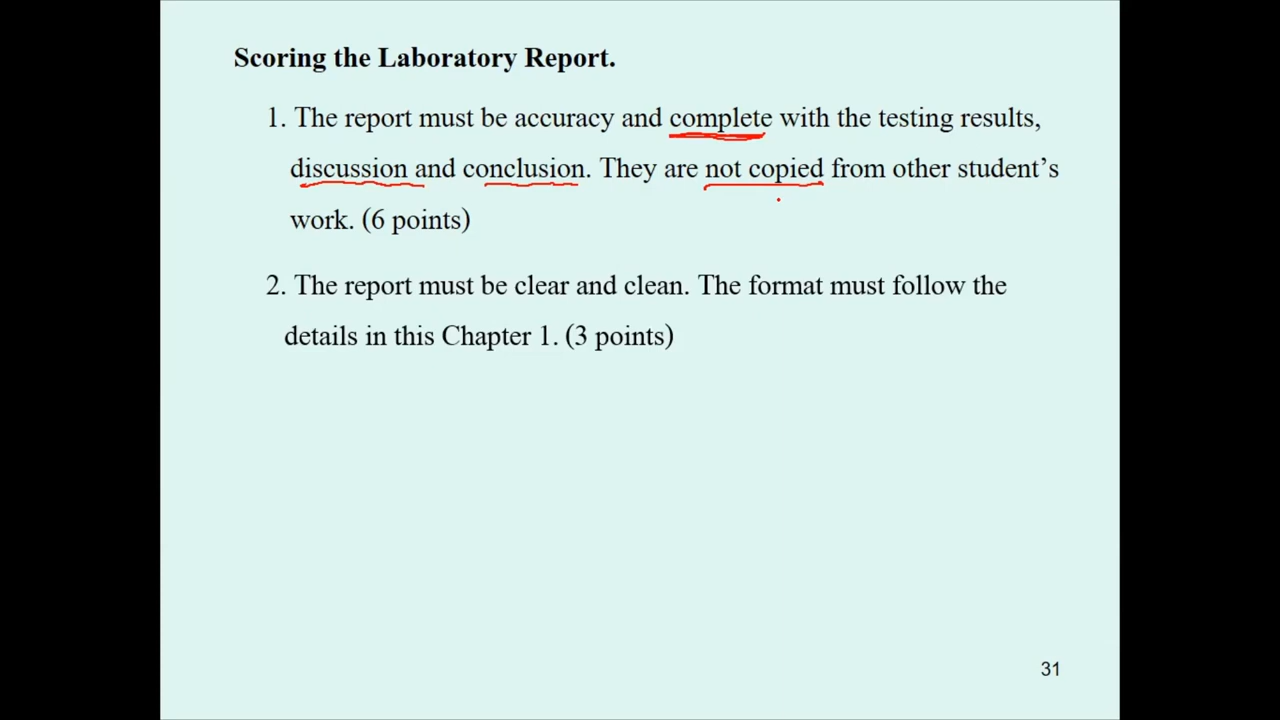 Scoring the Laboratory Report.
1. The report must be accuracy and complete with the testing results,
discussion and conclusion. They are not copied from other student’s
work. (6 points)
2. The report must be clear and clean. The format must follow the
details in this Chapter 1. (3 points)
31